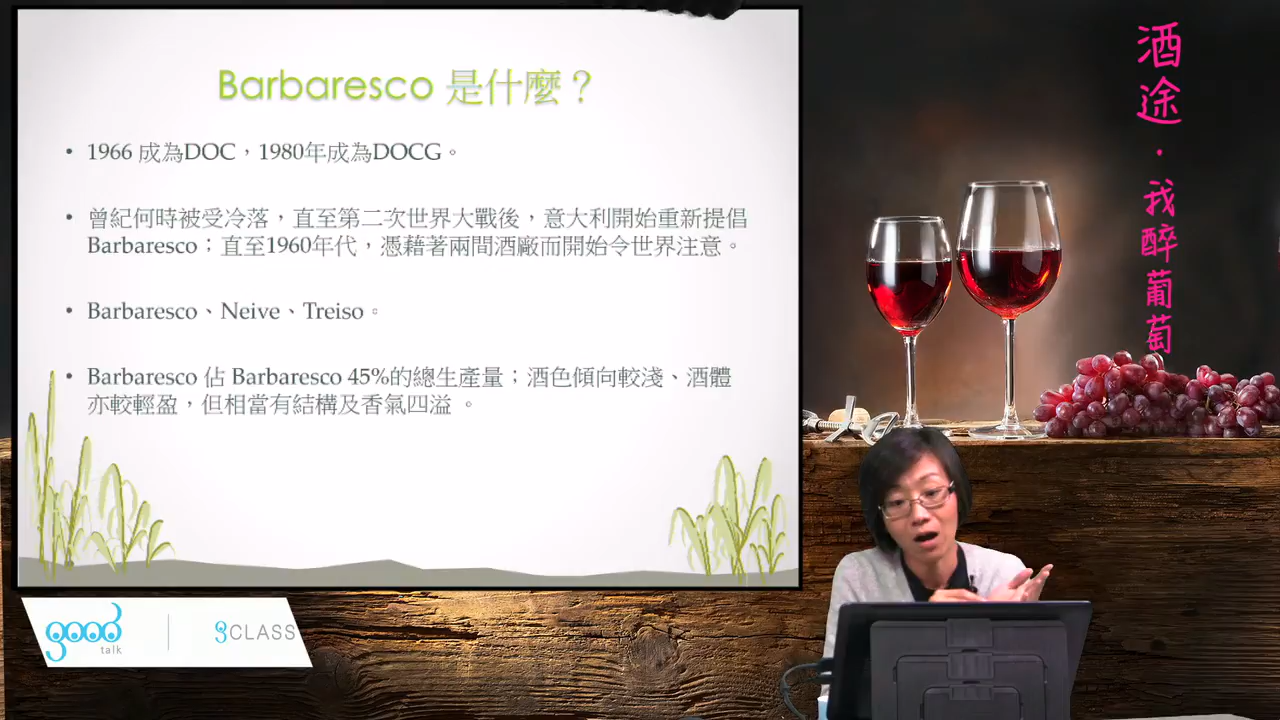 Barbaresco 是什麼？
• 1966 成為DOC，1980年成為DOCG。
• 曾紀何時被受冷落，直至第二次世界大戰後，意大利開始重新提倡
Barbaresco；直至1960年代，憑藉著兩間酒廠而開始令世界注意。
• Barbaresco、Neive、Treiso。
• Barbaresco 佔 Barbaresco 45%的總生產量；酒色傾向較淺、酒體
亦較輕盈，但相當有結構及香氣四溢 。
酒途·我醉葡萄
good
talk
gCLASS